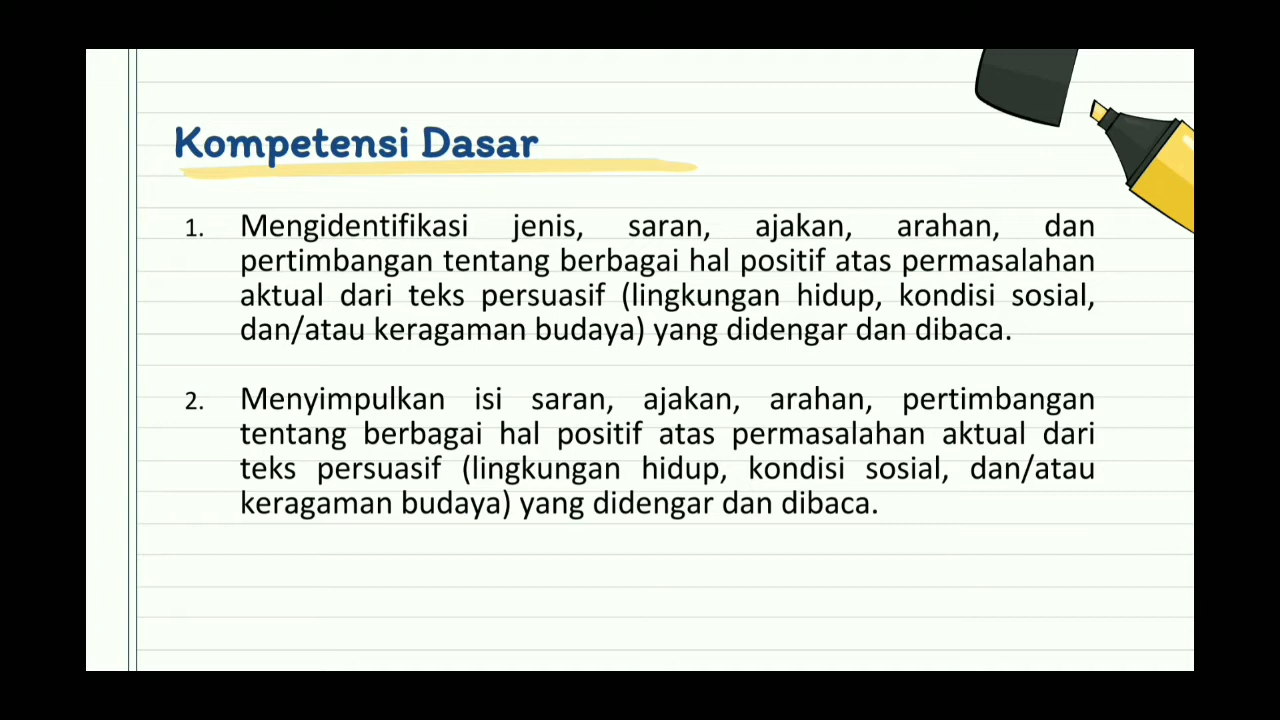 Kompetensi Dasar
1. Mengidentifikasi jenis, saran, ajakan, arahan, dan
pertimbangan tentang berbagai hal positif atas permasalahan
aktual dari teks persuasif (lingkungan hidup, kondisi sosial,
dan/atau keragaman budaya) yang didengar dan dibaca.
2. Menyimpulkan isi saran, ajakan, arahan, pertimbangan
tentang berbagai hal positif atas permasalahan aktual dari
teks persuasif (lingkungan hidup, kondisi sosial, dan/atau
keragaman budaya) yang didengar dan dibaca.